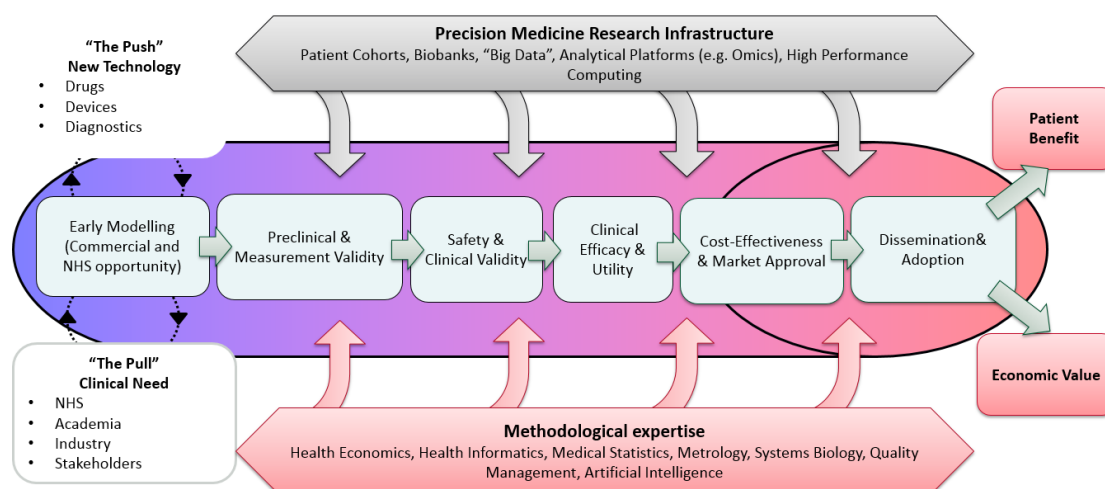 “The Push”
New Technology
• Drugs
• Devices
• Diagnostics
Precision Medicine Research Infrastructure
Patient Cohorts, Biobanks, “Big Data”, Analytical Platforms (e.g. Omics), High Performance
Computing
Patient
Benefit
Early Modelling
(Commercial and
NHS opportunity)
Preclinical &
Measurement Validity
Safety &
Clinical Validity
Clinical
Efficacy &
Utility
Cost-Effectiveness
& Market Approval
Dissemination&
Adoption
“The Pull”
Clinical Need
• NHS
• Academia
• Industry
• Stakeholders
Economic Value
Methodological expertise
Health Economics, Health Informatics, Medical Statistics, Metrology, Systems Biology, Quality
Management, Artificial Intelligence